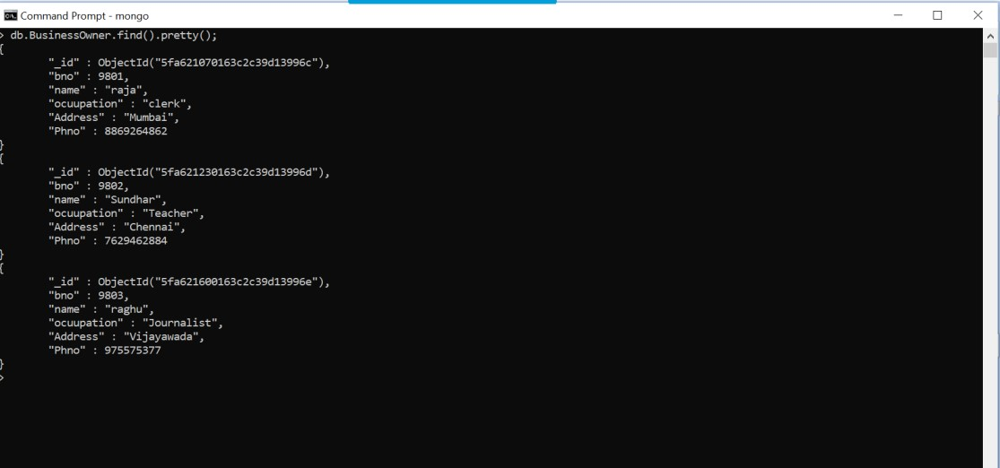 Command Prompt - mongo
> db.BusinessOwner.find().pretty();
{
"_id" : ObjectId("5fa621070163c2c39d13996c"),
"bno" : 9801,
"name" : "raja",
"ocuupation" : "clerk",
"Address" : "Mumbai",
"Phno" : 8869264862
}
{
"_id" : ObjectId("5fa621230163c2c39d13996d"),
"bno" : 9802,
"name" : "Sundhar",
"ocuupation" : "Teacher",
"Address" : "Chennai",
"Phno" : 7629462884
}
{
"_id" : ObjectId("5fa621600163c2c39d13996e"),
"bno" : 9803,
"name" : "raghu",
"ocuupation" : "Journalist",
"Address" : "Vijayawada",
"Phno" : 975575377
}
>